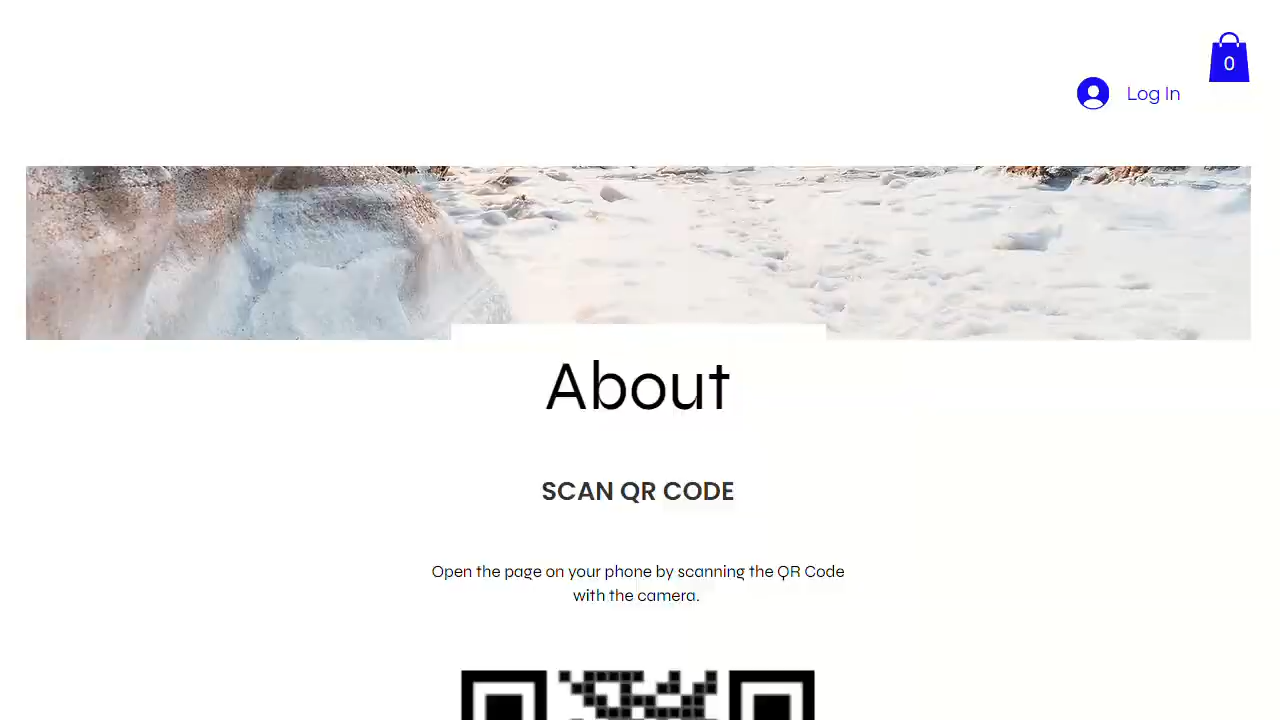 0
Log In
About
SCAN QR CODE
Open the page on your phone by scanning the QR Code
with the camera.